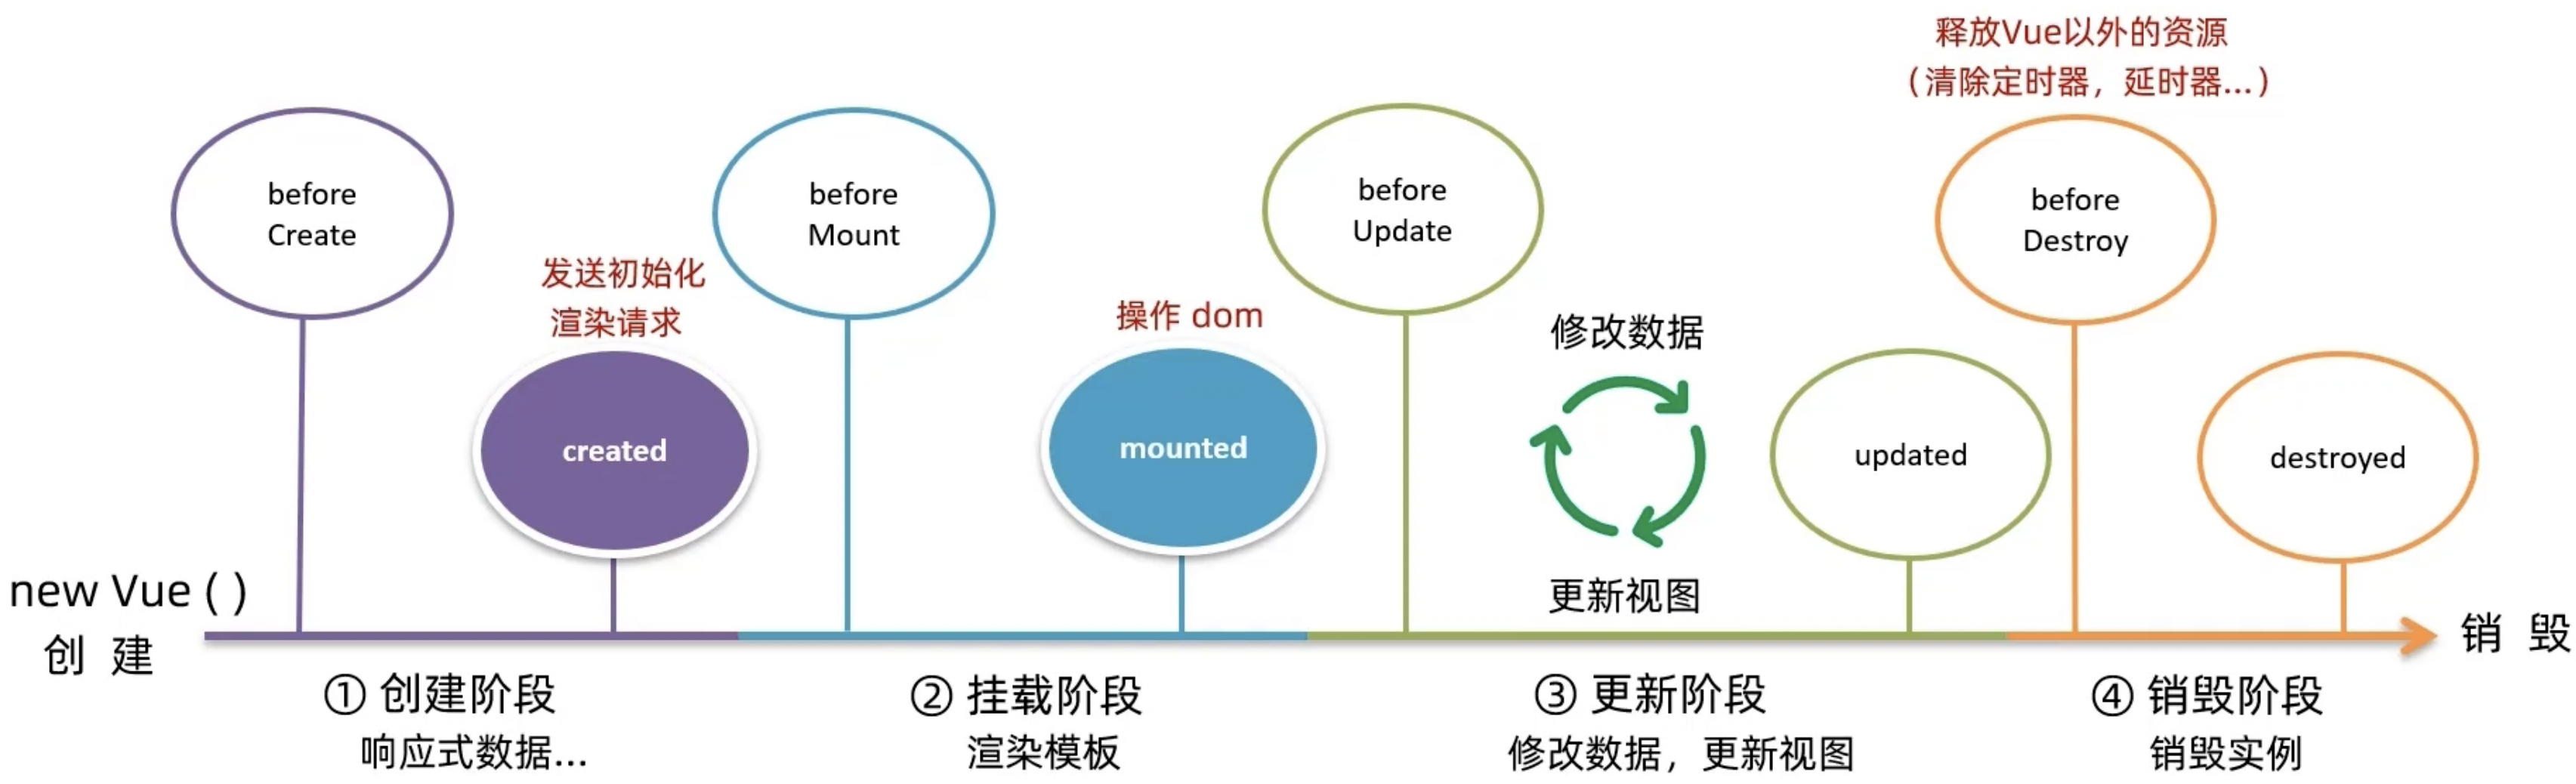 释放Vue以外的资源
(清除定时器，延时器...)
before
Create
before
Mount
before
Update
before
Destroy
发送初始化
渲染请求
created
操作 dom
mounted
修改数据
更新视图
updated
destroyed
new Vue ( )
创 建
销 毁
① 创建阶段
响应式数据...
② 挂载阶段
渲染模板
③ 更新阶段
修改数据，更新视图
④ 销毁阶段
销毁实例